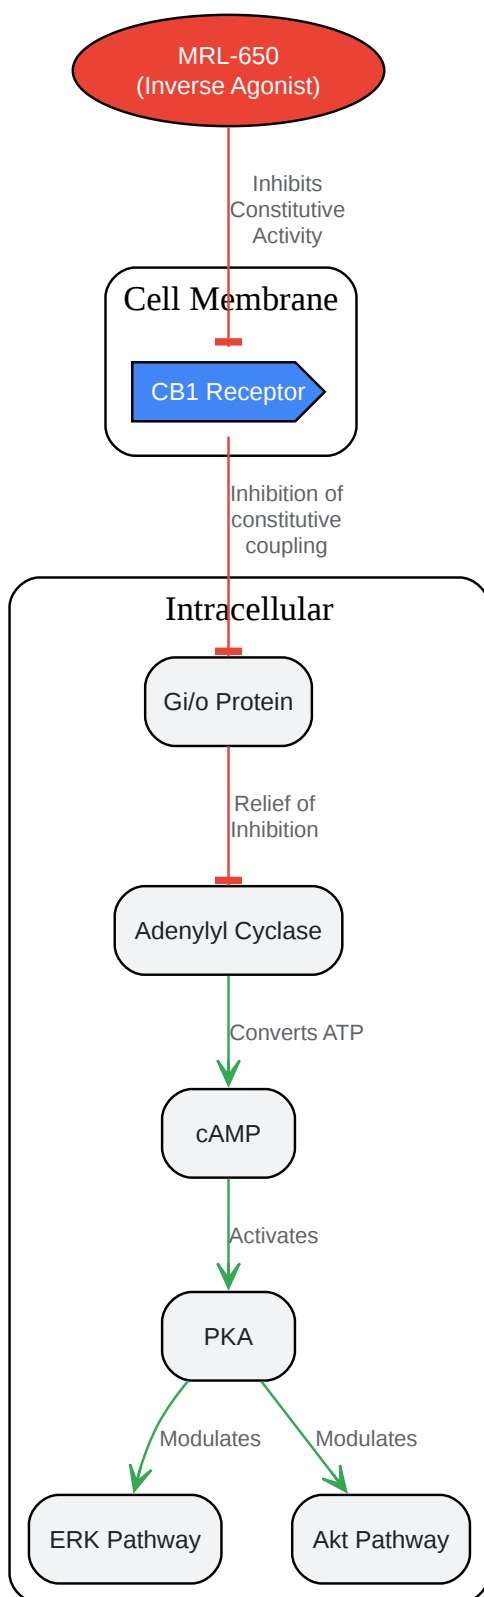 MRL-650
(Inverse Agonist)
Inhibits
Constitutive
Activity
Cell Membrane
CB1 Receptor
Inhibition of
constitutive
coupling
Intracellular
Gi/o Protein
Relief of
Inhibition
Adenylyl Cyclase
Converts ATP
cAMP
Activates
PKA
Modulates
Modulates
ERK Pathway
Akt Pathway